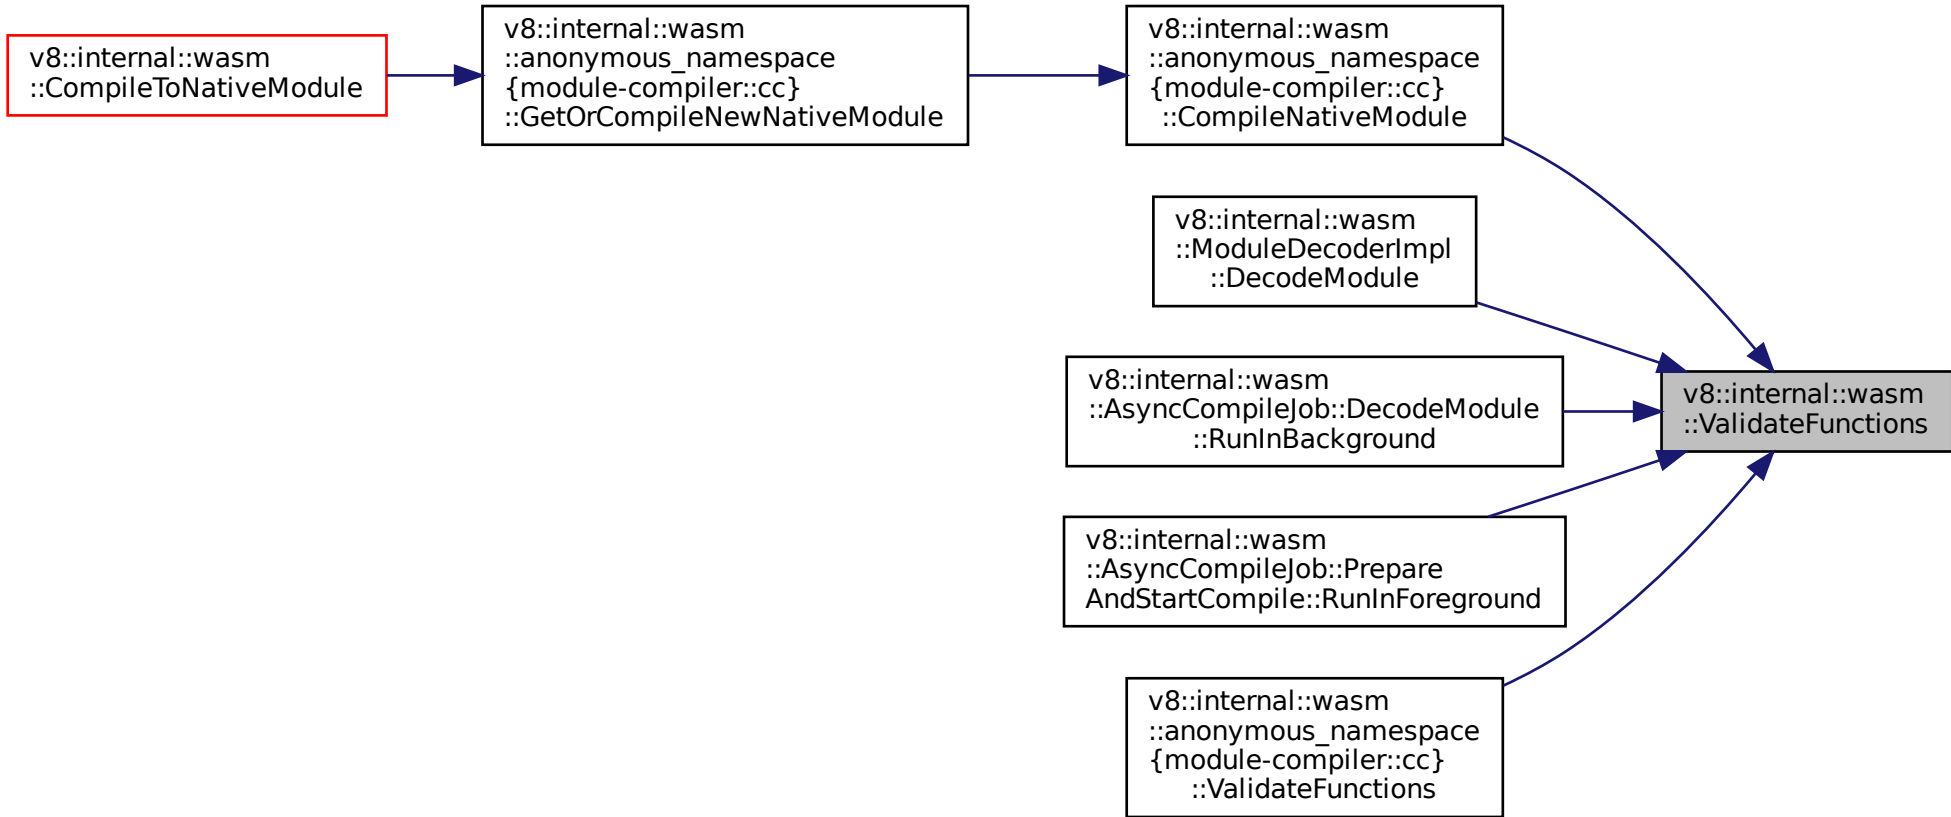 v8::internal::wasm
::CompileToNativeModule
v8::internal::wasm
::anonymous_namespace
{module-compiler::cc}
::GetOrCompileNewNativeModule
v8::internal::wasm
::anonymous_namespace
{module-compiler::cc}
::CompileNativeModule
v8::internal::wasm
::ModuleDecoderImpl
::DecodeModule
v8::internal::wasm
::AsyncCompileJob::DecodeModule
::RunInBackground
v8::internal::wasm
::ValidateFunctions
v8::internal::wasm
::AsyncCompileJob::Prepare
AndStartCompile::RunInForeground
v8::internal::wasm
::anonymous_namespace
{module-compiler::cc}
::ValidateFunctions